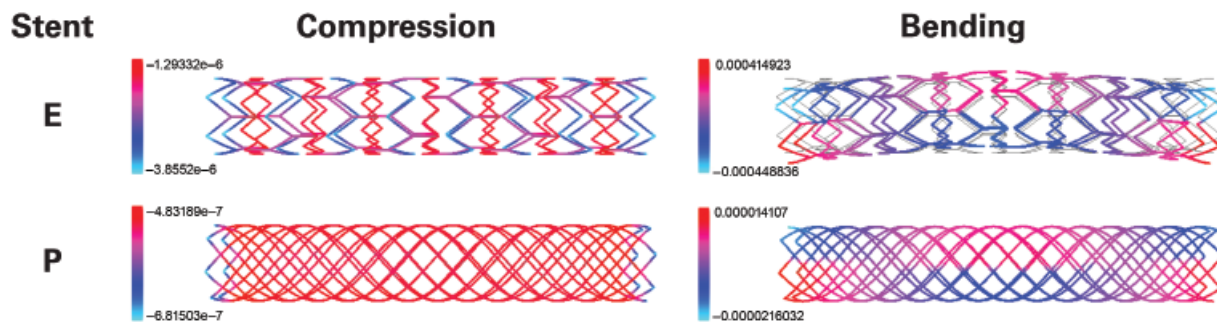 Stent Compression Bending
E
−1.29332e−6
−3.8552e−6
0.000414923
−0.000448836
P
−4.83189e−7
−6.81503e−7
0.000014107
−0.0000216032